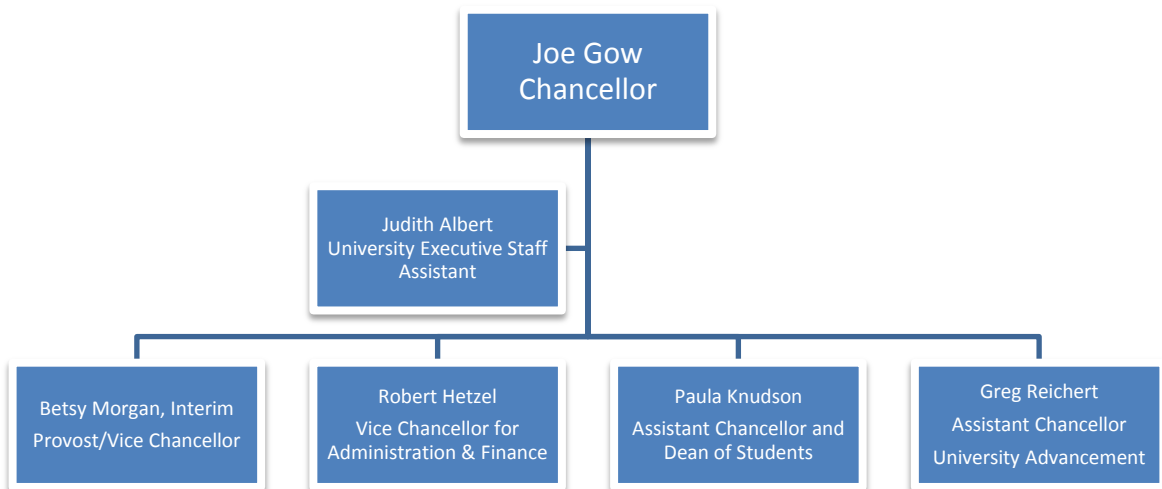 Joe Gow
Chancellor
Judith Albert
University Executive Staff
Assistant
Betsy Morgan, Interim
Provost/Vice Chancellor
Robert Hetzel
Vice Chancellor for
Administration & Finance
Paula Knudson
Assistant Chancellor and
Dean of Students
Greg Reichert
Assistant Chancellor
University Advancement